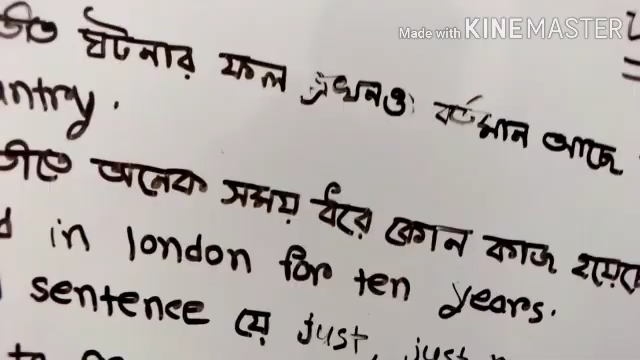 Made with KINEMASTER
ঘটনার ফল এখনও বর্তমান আছে
untry.
অনেক সময় ধরে কোন কাজ হয়েছে
in london for ten years.
sentence যে just, just